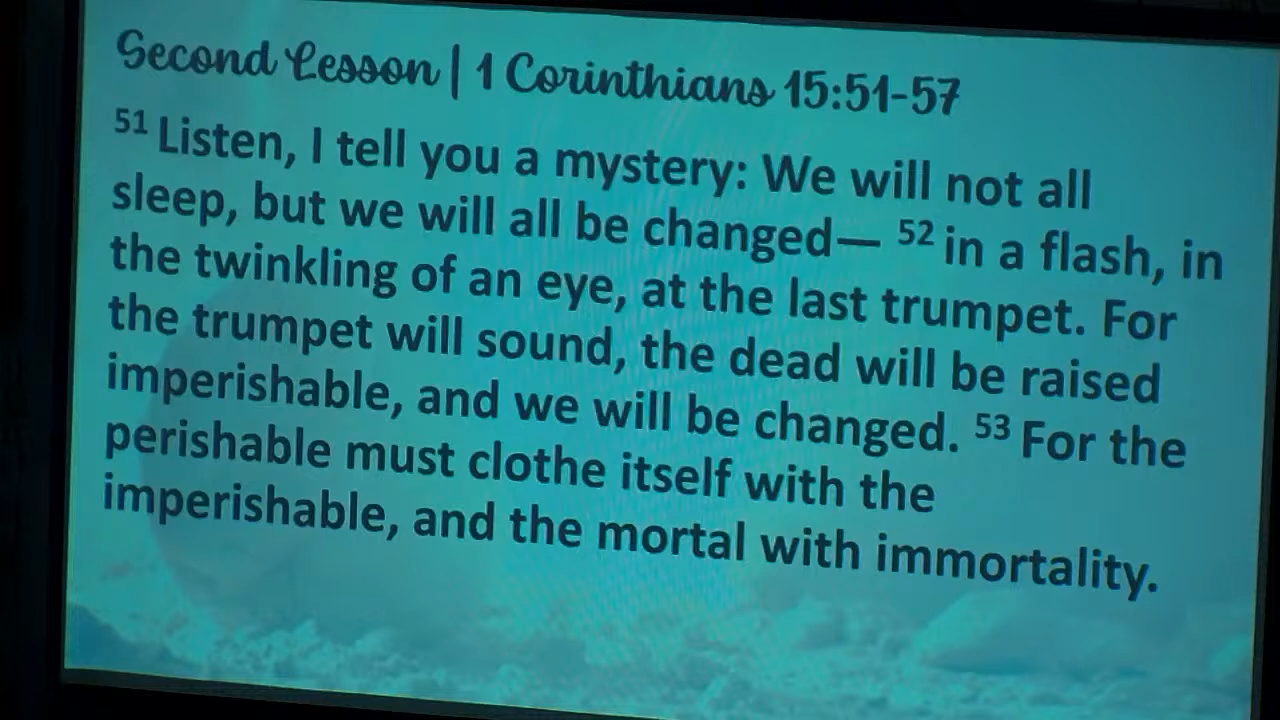 Second Lesson | 1 Corinthians 15:51-57
51 Listen, I tell you a mystery: We will not all
sleep, but we will all be changed— 52 in a flash, in
the twinkling of an eye, at the last trumpet. For
the trumpet will sound, the dead will be raised
imperishable, and we will be changed. 53 For the
perishable must clothe itself with the
imperishable, and the mortal with immortality.